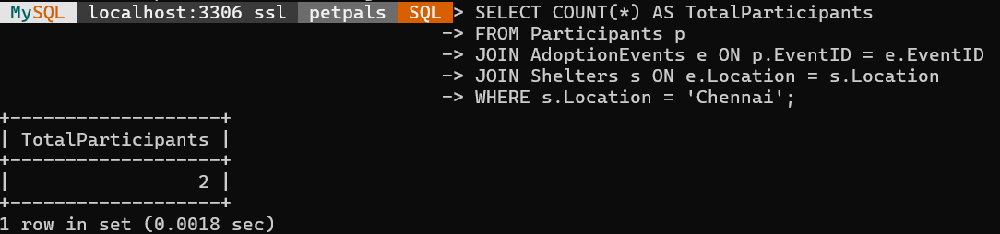 MySQL localhost:3306 ssl petpals SQL > SELECT COUNT(*) AS TotalParticipants
-> FROM Participants p
-> JOIN AdoptionEvents e ON p.EventID = e.EventID
-> JOIN Shelters s ON e.Location = s.Location
-> WHERE s.Location = 'Chennai';
+-------------------+
| TotalParticipants |
+-------------------+
|                 2 |
+-------------------+
1 row in set (0.0018 sec)